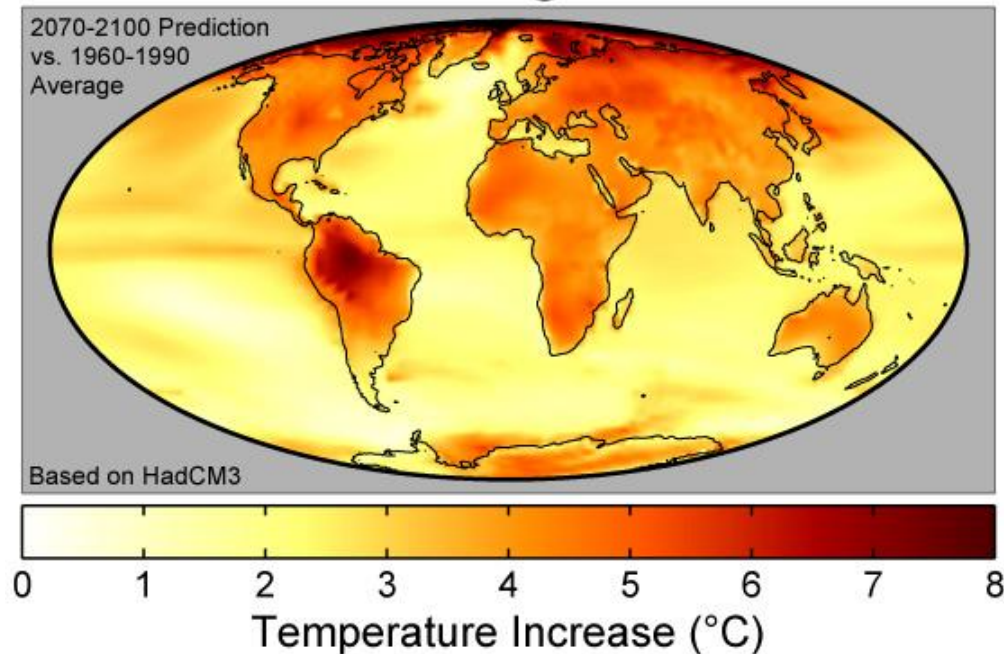 2070-2100 Prediction
vs. 1960-1990
Average
Based on HadCM3
0 1 2 3 4 5 6 7 8
Temperature Increase (°C)